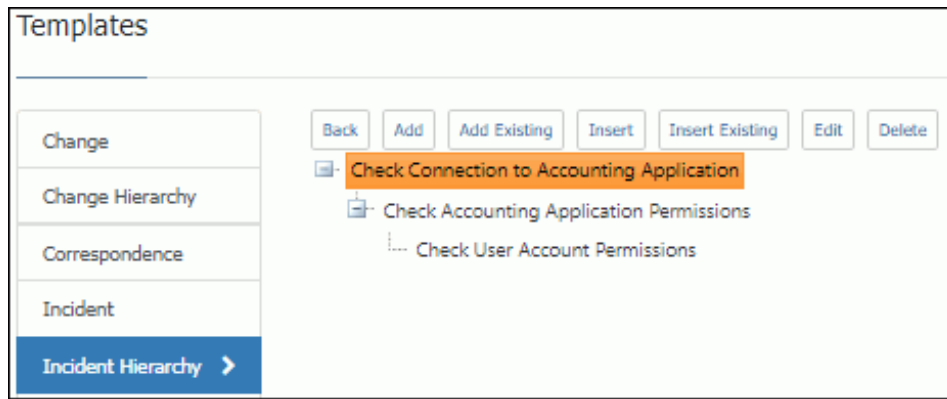 Templates
Change
Change Hierarchy
Correspondence
Incident
Incident Hierarchy
Back Add Add Existing Insert Insert Existing Edit Delete
Check Connection to Accounting Application
Check Accounting Application Permissions
Check User Account Permissions